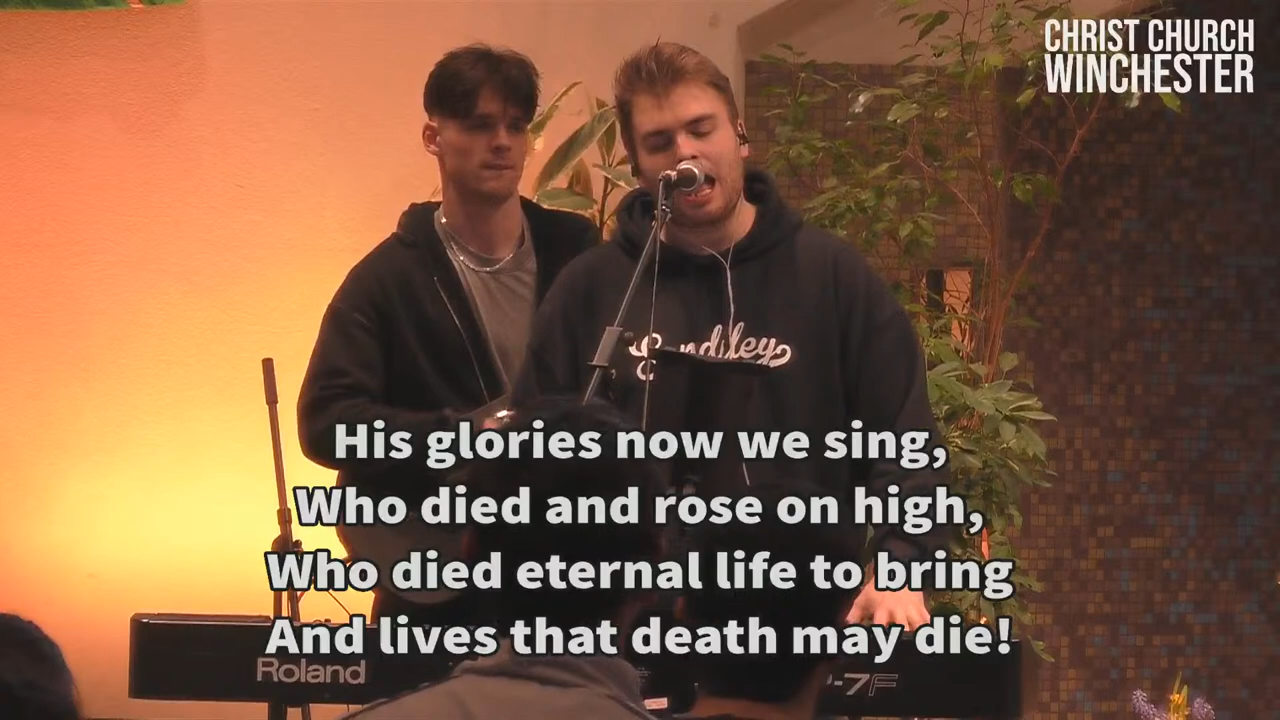 CHRIST CHURCH
WINCHESTER
His glories now we sing,
Who died and rose on high,
Who died eternal life to bring
And lives that death may die!
Roland
-7F